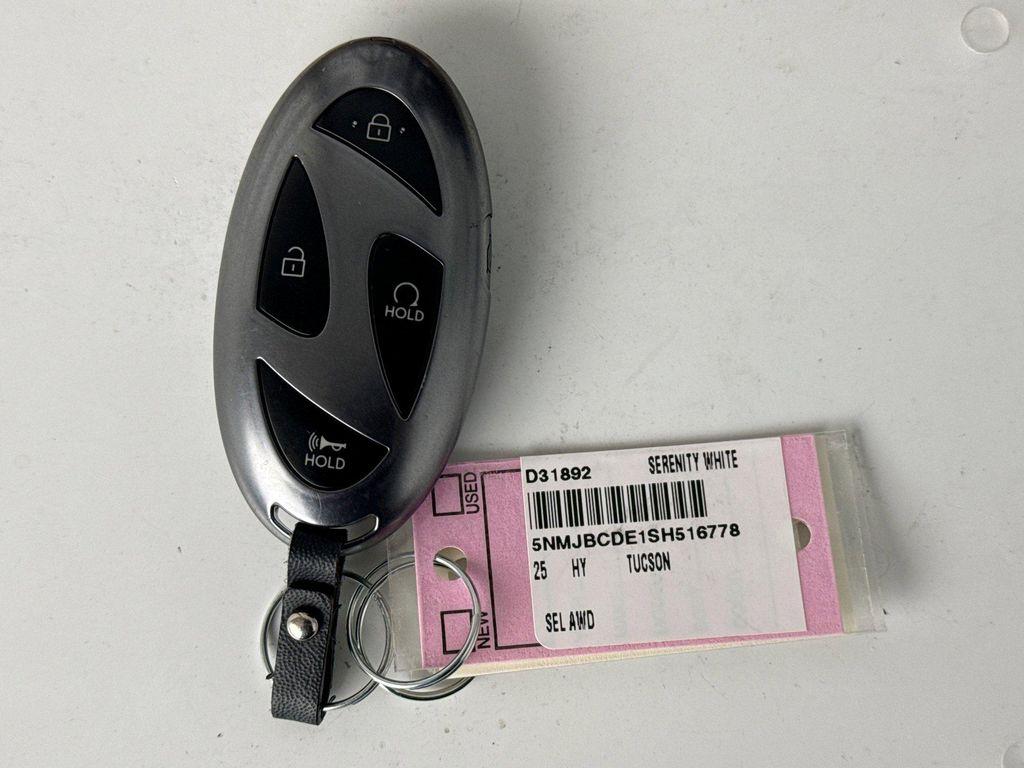 HOLD
HOLD
USED
NEW
D31892 SERENITY WHITE
5NMJBCDE1SH516778
25 HY TUCSON
SEL AWD